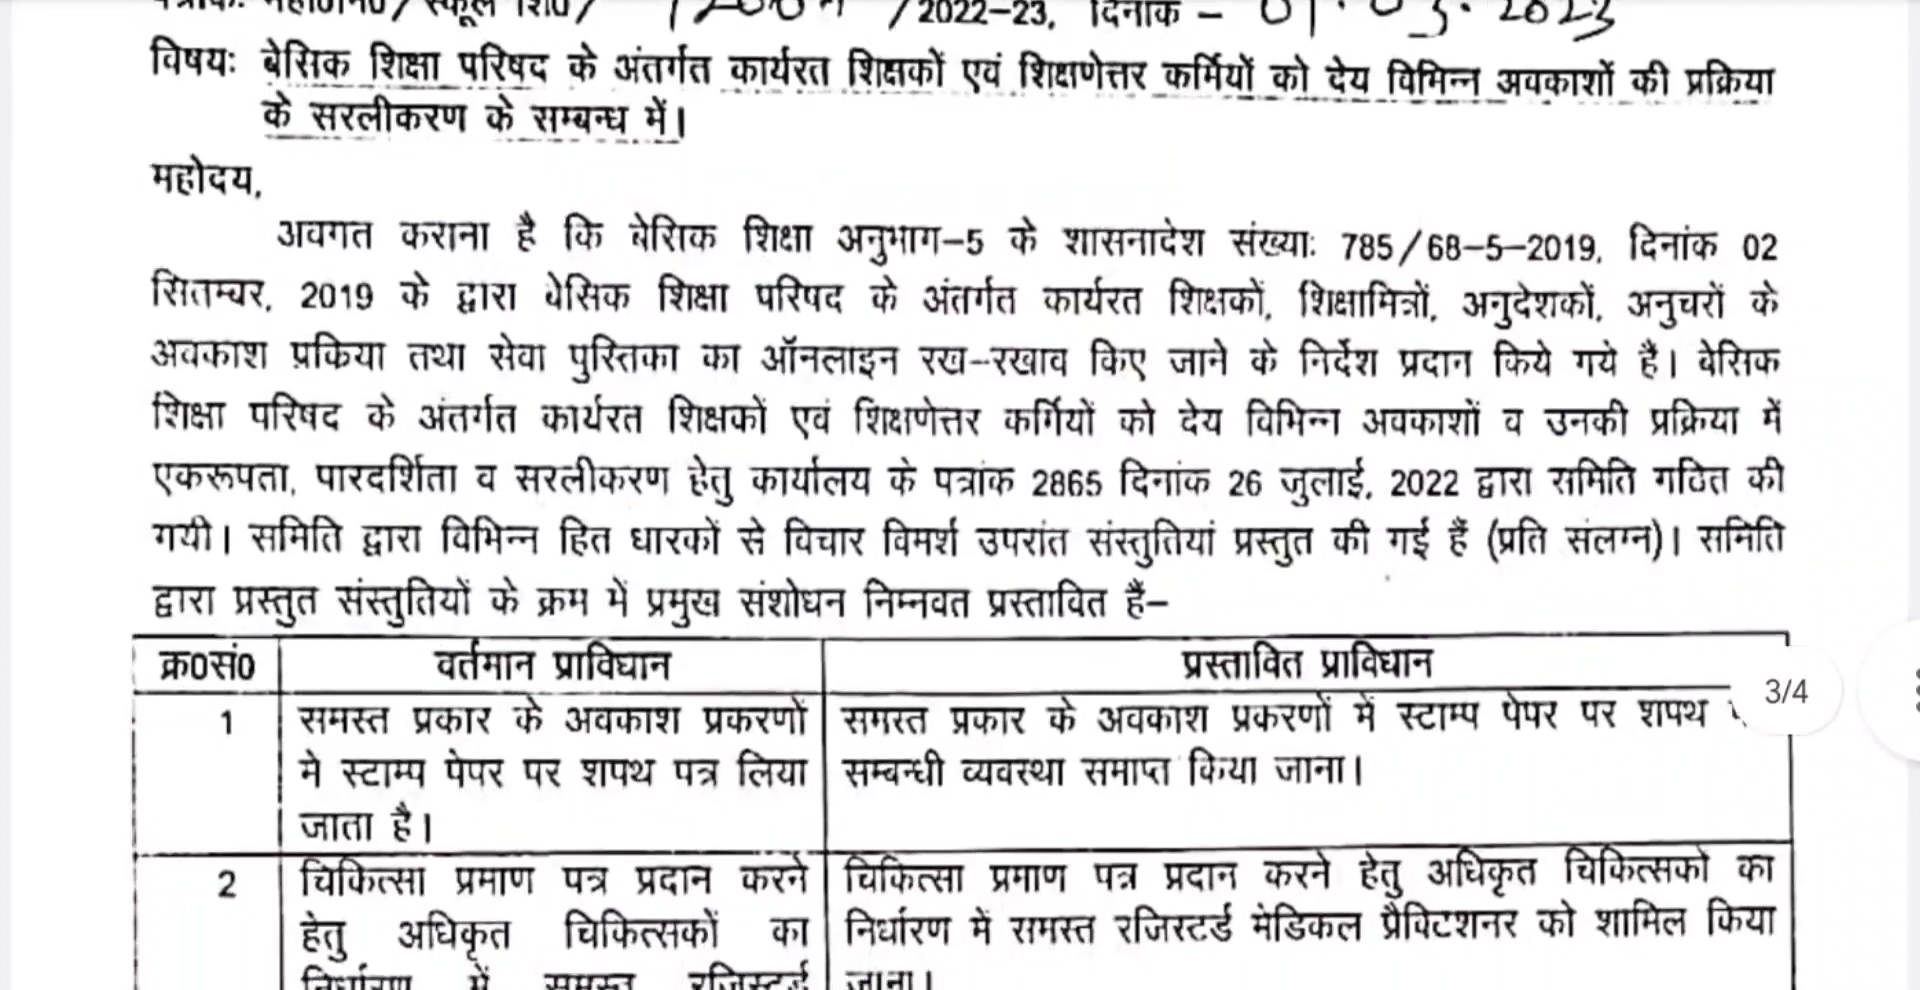 /2022-23, दिनांक -
विषयः बेसिक शिक्षा परिषद के अंतर्गत कार्यरत शिक्षकों एवं शिक्षणेत्तर कर्मियों को देय विभिन्न अवकाशों की प्रक्रिया
के सरलीकरण के सम्बन्ध में।
महोदय,
अवगत कराना है कि बेसिक शिक्षा अनुभाग-5 के शासनादेश संख्याः 785/68-5-2019, दिनांक 02
सितम्बर, 2019 के द्वारा बेसिक शिक्षा परिषद के अंतर्गत कार्यरत शिक्षकों, शिक्षामित्रों, अनुदेशकों, अनुचरों के
अवकाश प्रकिया तथा सेवा पुस्तिका का ऑनलाइन रख-रखाव किए जाने के निर्देश प्रदान किये गये है। बेसिक
शिक्षा परिषद के अंतर्गत कार्यरत शिक्षकों एवं शिक्षणेत्तर कर्मियों को देय विभिन्न अवकाशों व उनकी प्रक्रिया में
एकरूपता, पारदर्शिता व सरलीकरण हेतु कार्यालय के पत्रांक 2865 दिनांक 26 जुलाई, 2022 द्वारा समिति गठित की
गयी। समिति द्वारा विभिन्न हित धारकों से विचार विमर्श उपरांत संस्तुतियां प्रस्तुत की गई हैं (प्रति संलग्न)। समिति
द्वारा प्रस्तुत संस्तुतियों के क्रम में प्रमुख संशोधन निम्नवत प्रस्तावित हैं-
क्र0सं0 वर्तमान प्राविधान प्रस्तावित प्राविधान
3/4
1 समस्त प्रकार के अवकाश प्रकरणों समस्त प्रकार के अवकाश प्रकरणों में स्टाम्प पेपर पर शपथ
मे स्टाम्प पेपर पर शपथ पत्र लिया सम्बन्धी व्यवस्था समाप्त किया जाना।
जाता है।
2 चिकित्सा प्रमाण पत्र प्रदान करने चिकित्सा प्रमाण पत्र प्रदान करने हेतु अधिकृत चिकित्सको का
हेतु अधिकृत चिकित्सकों का निर्धारण में समस्त रजिस्टर्ड मेडिकल प्रैक्टिशनर को शामिल किया
निर्धारण में समस्त रजिस्टर्ड जाना।